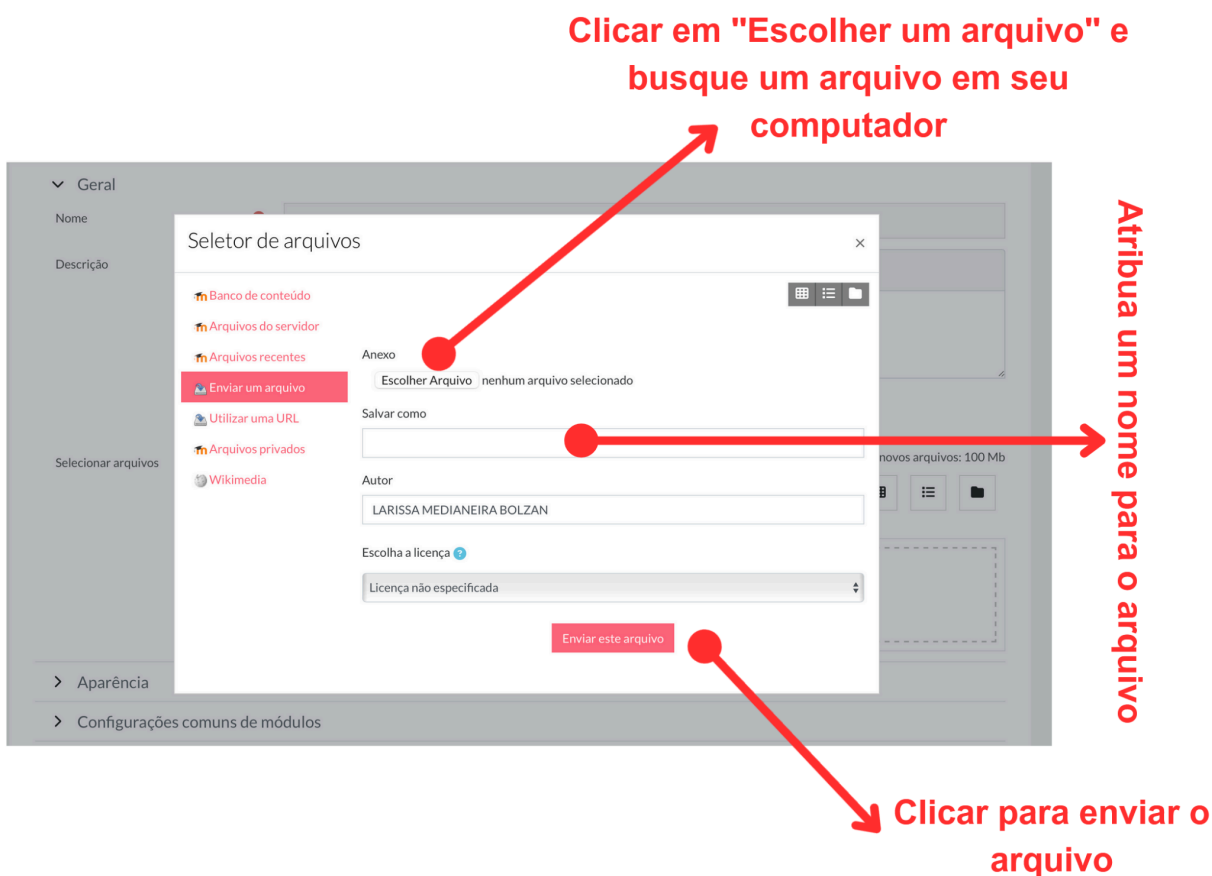 Clicar em "Escolher um arquivo" e
busque um arquivo em seu
computador
Geral
Nome
Descrição
Seletor de arquivos
×
Banco de conteúdo
Arquivos do servidor
Arquivos recentes
Enviar um arquivo
Utilizar uma URL
Arquivos privados
Wikimedia
Anexo
Escolher Arquivo nenhum arquivo selecionado
Salvar como
Autor
LARISSA MEDIANEIRA BOLZAN
Escolha a licença ?
Licença não especificada
Enviar este arquivo
Selecionar arquivos
novos arquivos: 100 Mb
Aparência
Configurações comuns de módulos
Atribua um nome para o arquivo
Clicar para enviar o
arquivo